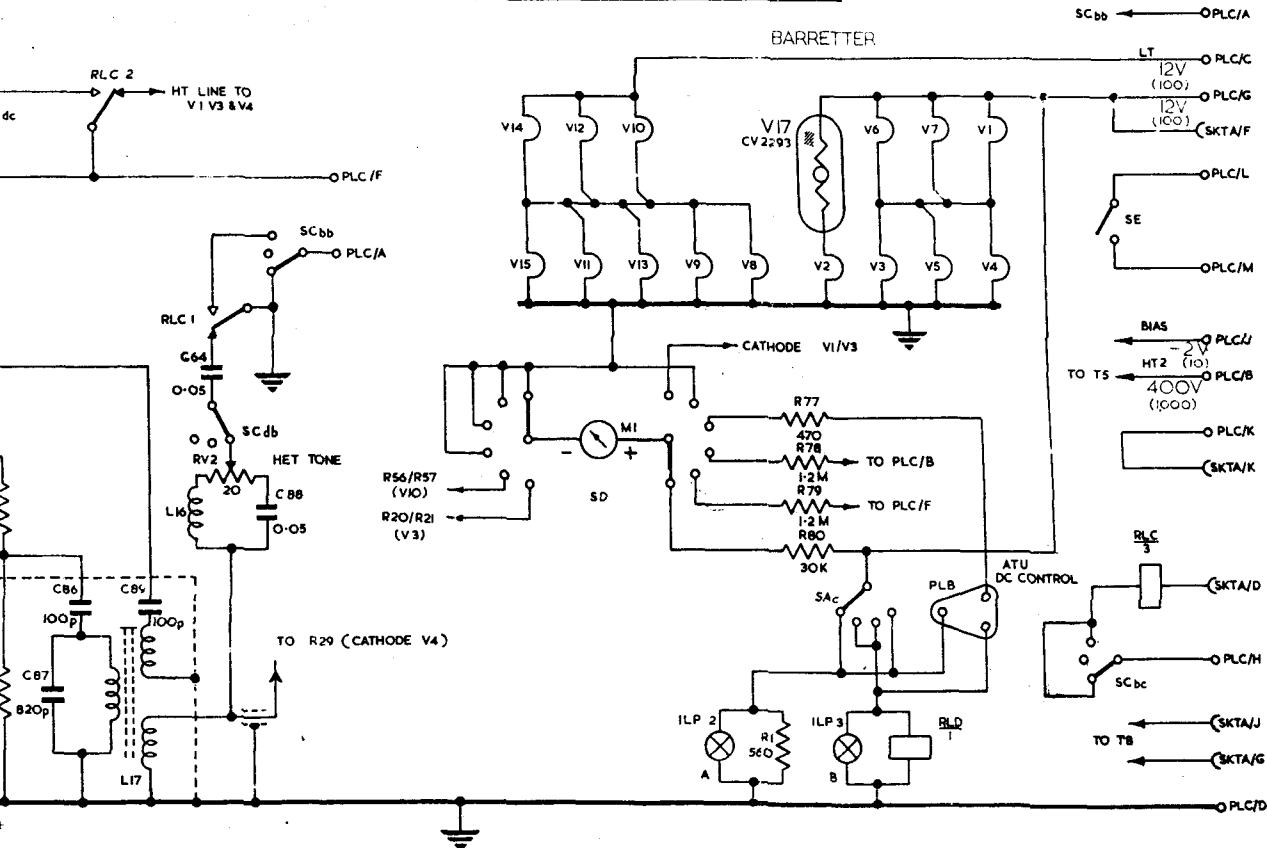 SCbb
PLC/A
BARRETTER
LT
PLC/C
12V
(100)
RLC 2
HT LINE TO
V1 V3 & V4
dc
PLC/G
12V
(100)
SKTA/F
V14
V12
V10
V17
CV2293
V6
V7
V1
PLC/F
PLC/L
SE
SCbb
PLC/A
V15
V11
V13
V9
V8
V2
V3
V5
V4
PLC/M
RLC 1
BIAS
PLC/J
-2V
(10)
CATHODE V1/V3
C64
0·05
HT2
TO T5
PLC/B
400V
(1,000)
R77
470
SCdb
M1
-
+
PLC/K
RV2
20
HET TONE
R78
1·2M
TO PLC/B
SKTA/K
R56/R57
(V10)
L16
C88
0·05
SD
R79
1·2M
TO PLC/F
R20/R21
(V3)
R80
30K
RLC
3
ATU
DC CONTROL
C86
100p
C89
100p
SAc
PLB
SKTA/D
TO R29 (CATHODE V4)
C87
820p
PLC/H
SCbc
ILP 2
R1
560
ILP 3
RLD
1
SKTA/J
TO T8
SKTA/G
L17
A
B
PLC/D